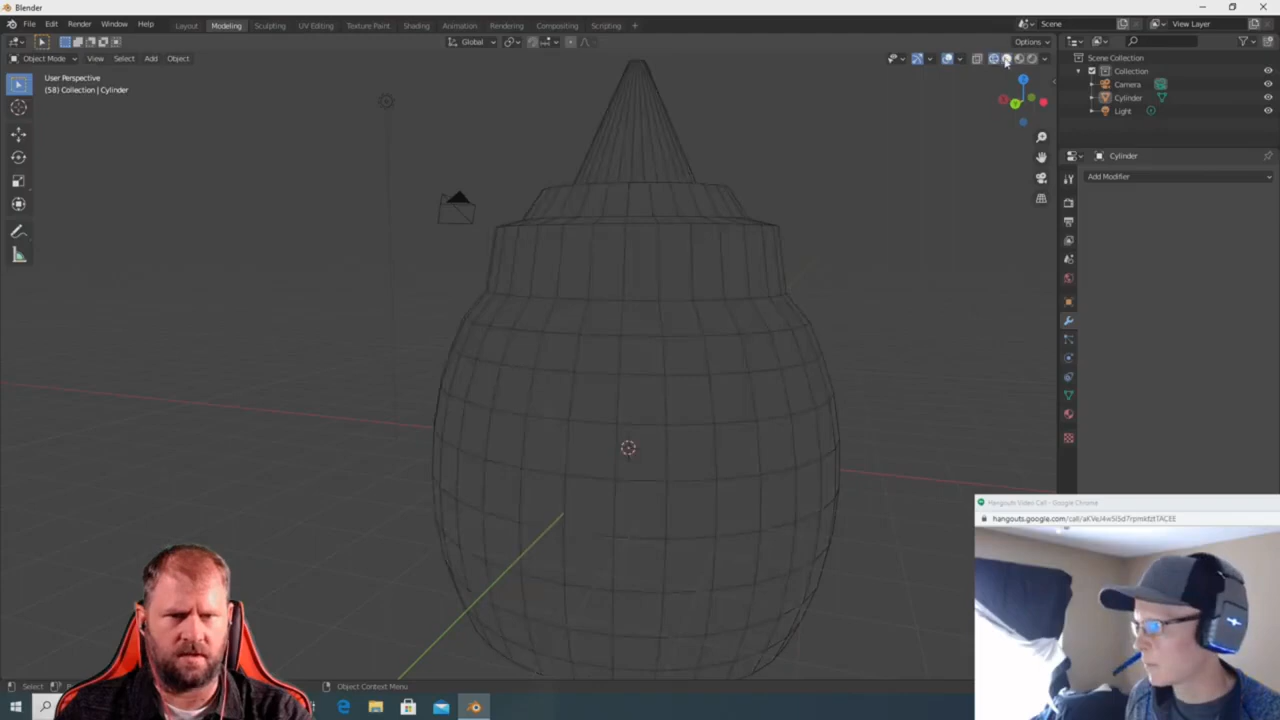 Blender
File Edit Render Window Help Layout Modeling Sculpting UV Editing Texture Paint Shading Animation Rendering Compositing Scripting + Scene View Layer
Global Options
Object Mode View Select Add Object
User Perspective
(58) Collection | Cylinder
Scene Collection
Collection
Camera
Cylinder
Light
Cylinder
Add Modifier
Z
Y
Hangouts Video Call - Google Chrome
Select
Object Context Menu